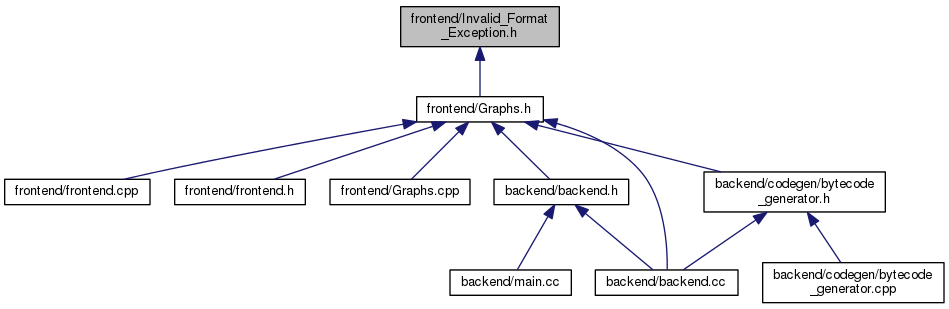 frontend/Invalid_Format
_Exception.h
frontend/Graphs.h
frontend/frontend.cpp
frontend/frontend.h
frontend/Graphs.cpp
backend/backend.h
backend/codegen/bytecode
_generator.h
backend/main.cc
backend/backend.cc
backend/codegen/bytecode
_generator.cpp